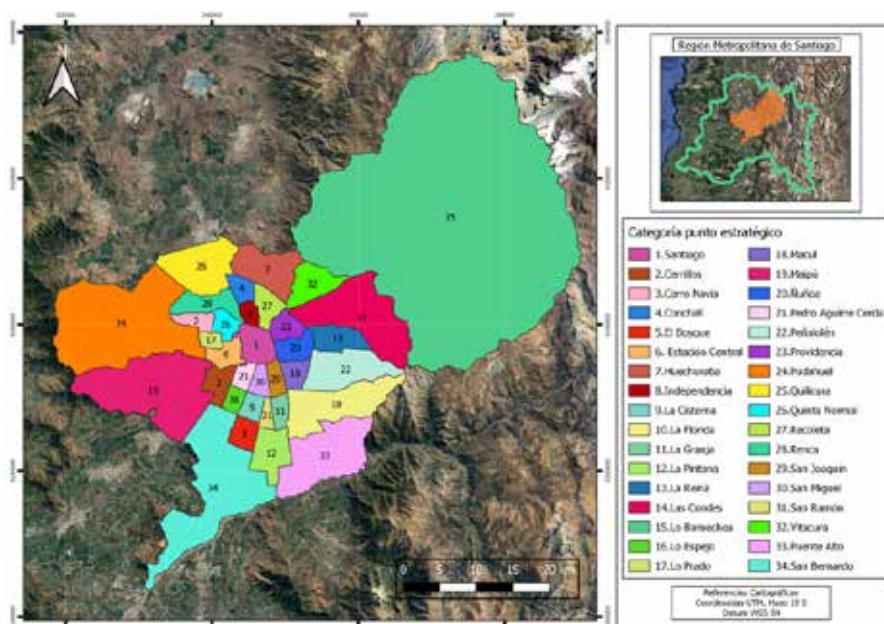 Región Metropolitana de Santiago
Categoría punto estratégico
1.Santiago
2.Cerrillos
3.Cerro Navia
4.Conchalí
5.El Bosque
6. Estación Central
7.Huechuraba
8.Independencia
9.La Cisterna
10.La Florida
11.La Granja
12.La Pintana
13.La Reina
14.Las Condes
15.Lo Barnechea
16.Lo Espejo
17.Lo Prado
18.Macul
19.Maipú
20.Ñuñoa
21.Pedro Aguirre Cerda
22.Peñalolén
23.Providencia
24.Pudahuel
25.Quilicura
26.Quinta Normal
27.Recoleta
28.Renca
29.San Joaquín
30.San Miguel
31.San Ramón
32.Vitacura
33.Puente Alto
34.San Bernardo
0 5 10 15 20 km
Referencias Cartográficas
Coordenadas UTM, Huso 19 S
Datum WGS 84